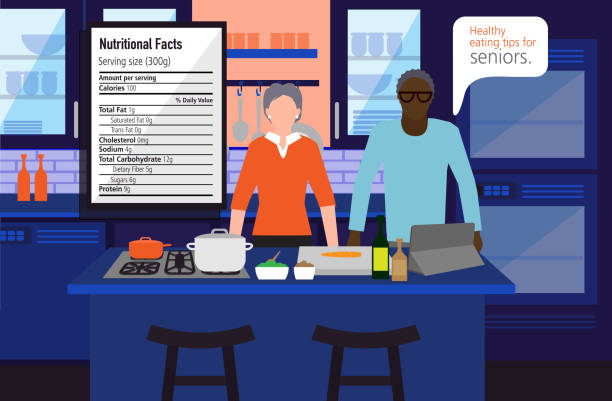 Nutritional Facts
Serving size (300g)
Amount per serving
Calories 100
% Daily Value
Total Fat 1g
Saturated Fat 0g
Trans Fat 0g
Cholesterol 0mg
Sodium 4g
Total Carbohydrate 12g
Dietary Fiber 5g
Sugars 6g
Protein 9g
Healthy
eating tips for
seniors.